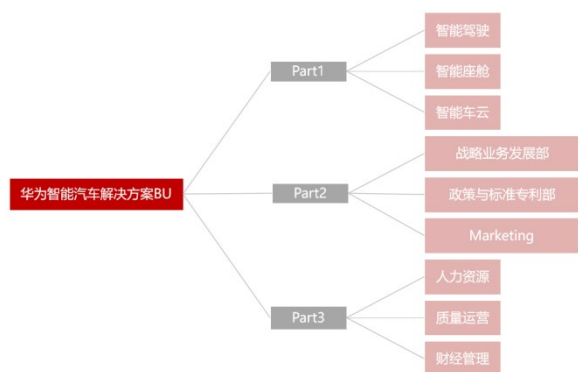 华为智能汽车解决方案BU
Part1
智能驾驶
智能座舱
智能车云
Part2
战略业务发展部
政策与标准专利部
Marketing
Part3
人力资源
质量运营
财经管理